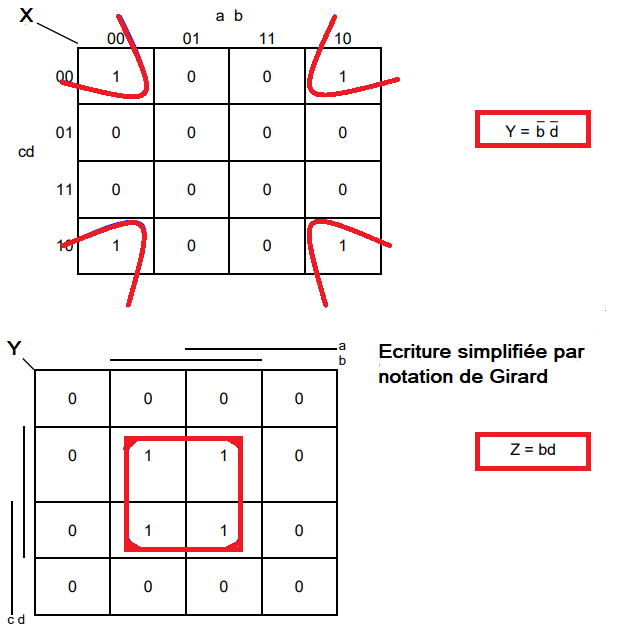 X
a b
00 01 11 10
00 1 0 0 1
01 0 0 0 0
cd
11 0 0 0 0
10 1 0 0 1
Y = b̅ d̅
Y
a
b
0 0 0 0
0 1 1 0
0 1 1 0
0 0 0 0
c d
Ecriture simplifiée par
notation de Girard
Z = bd